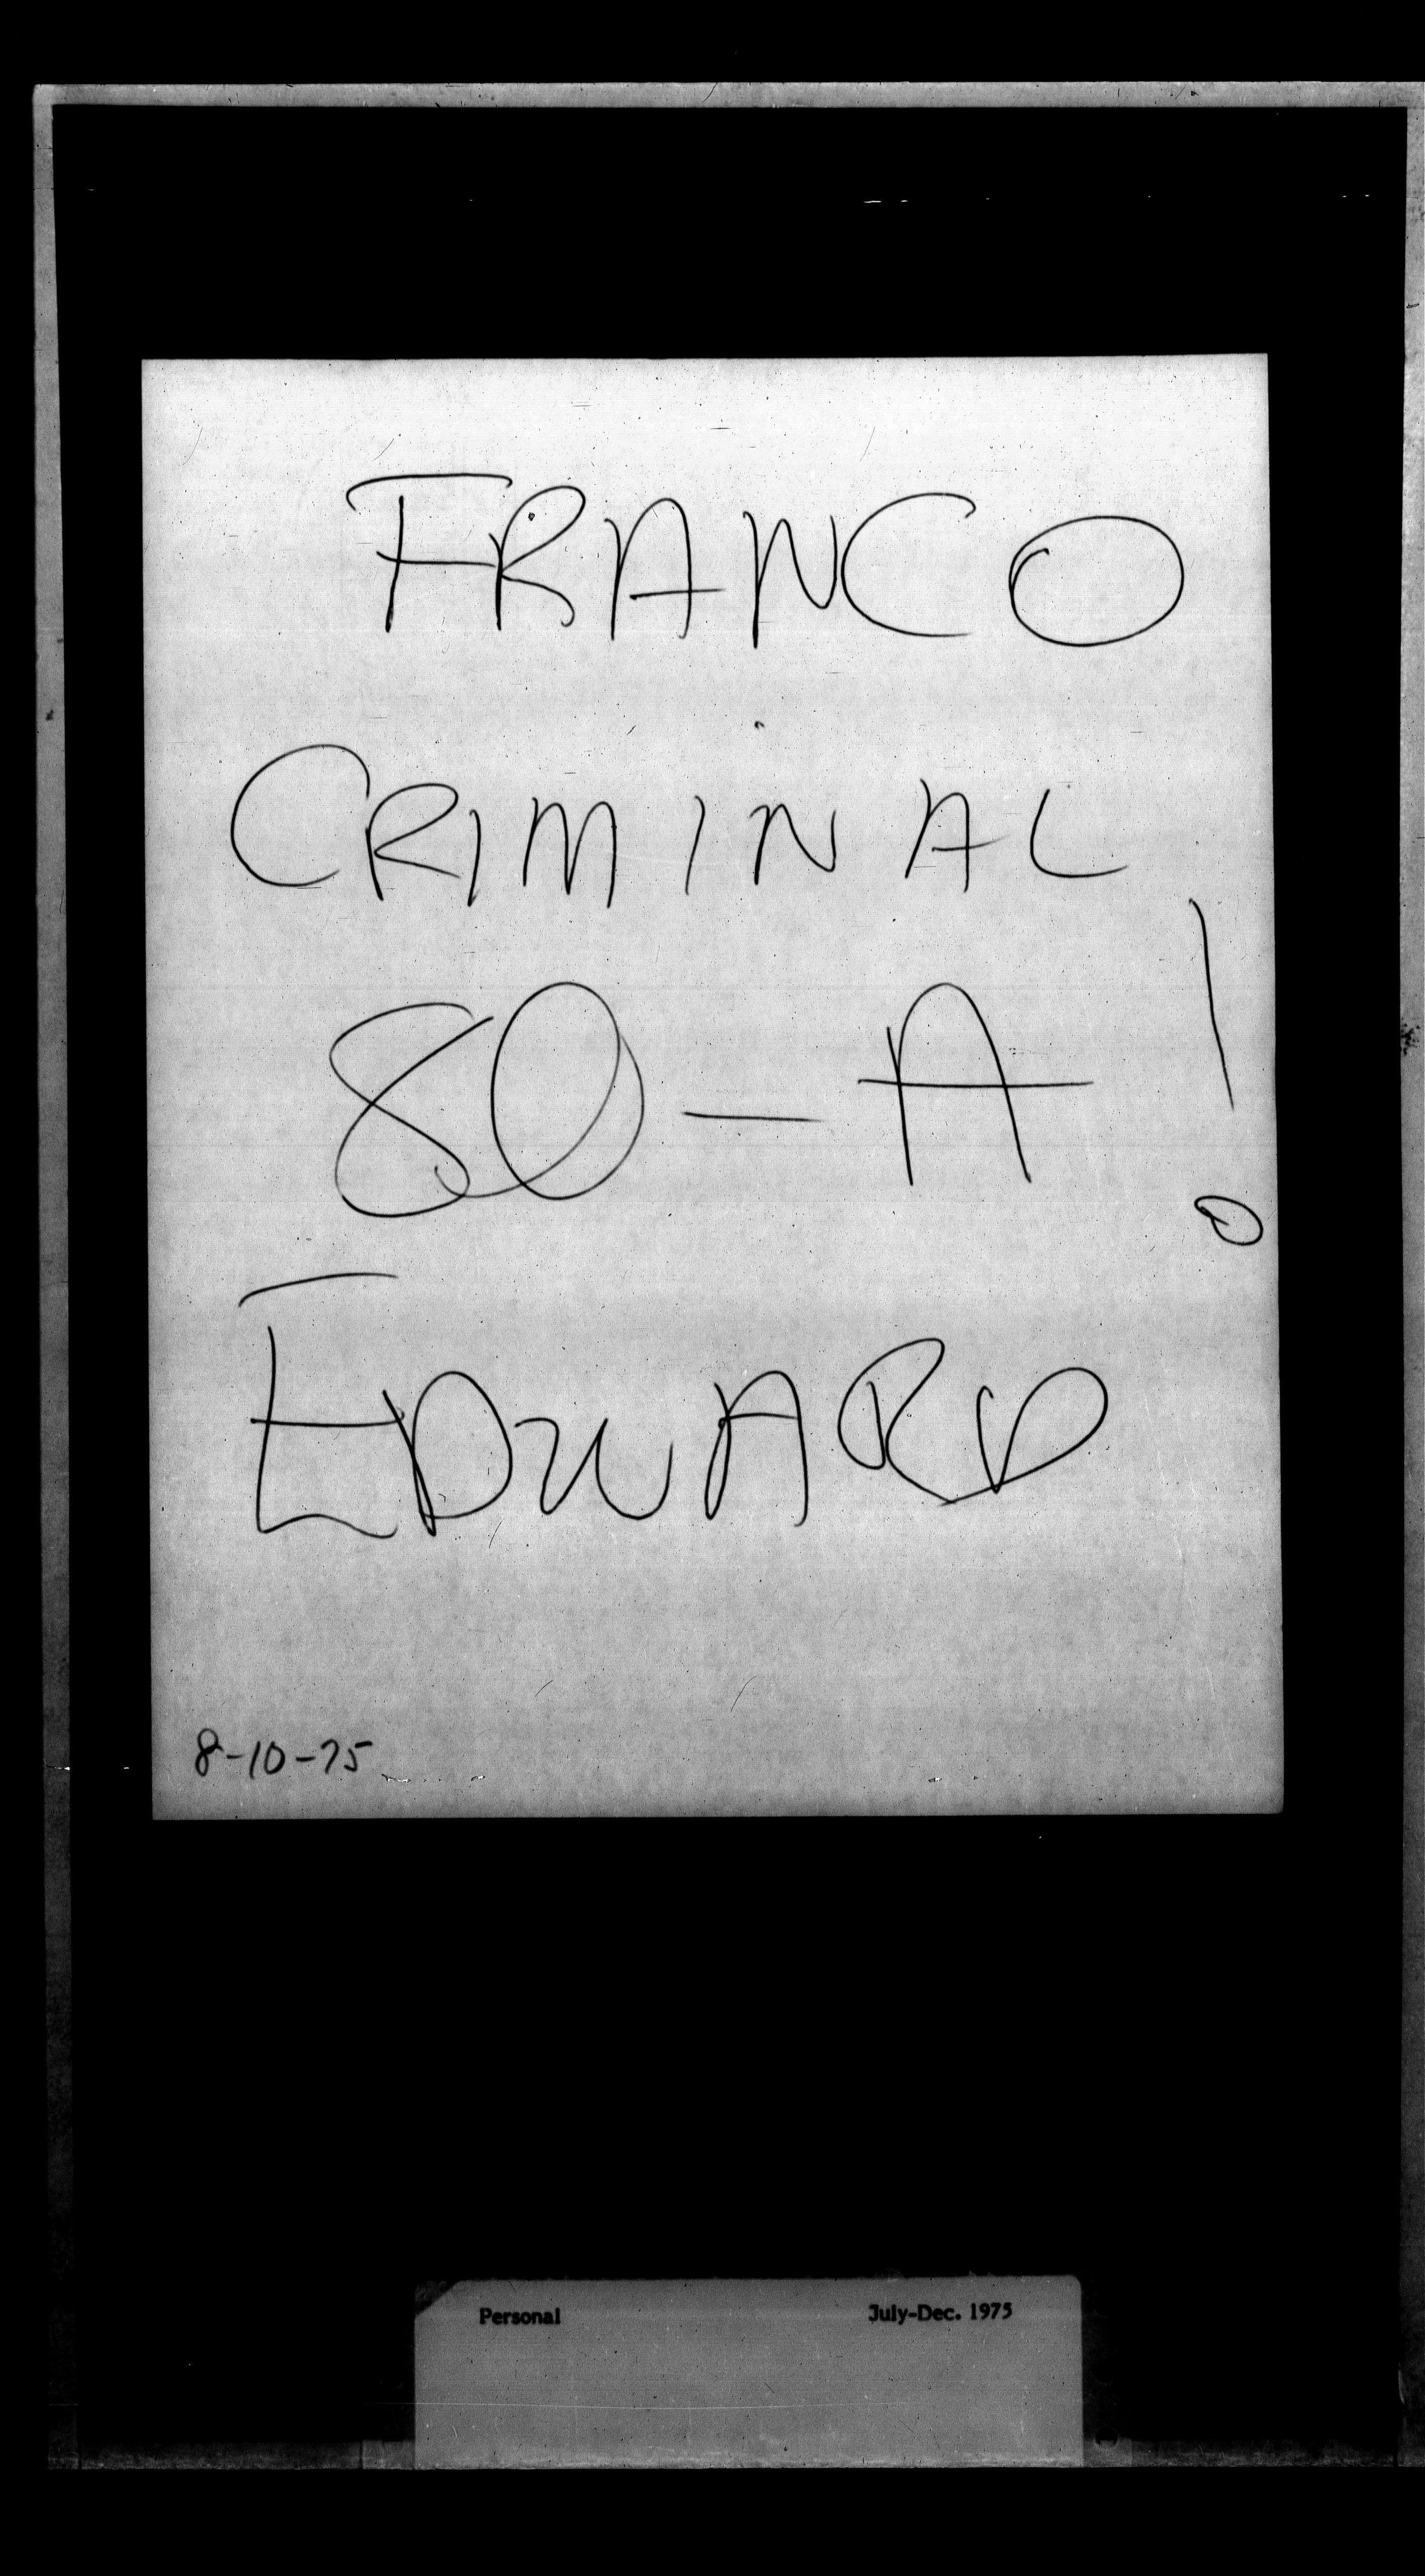 FRANCO
CRIMINAL
80-A!
EDWARD
8-10-75
Personal July-Dec. 1975